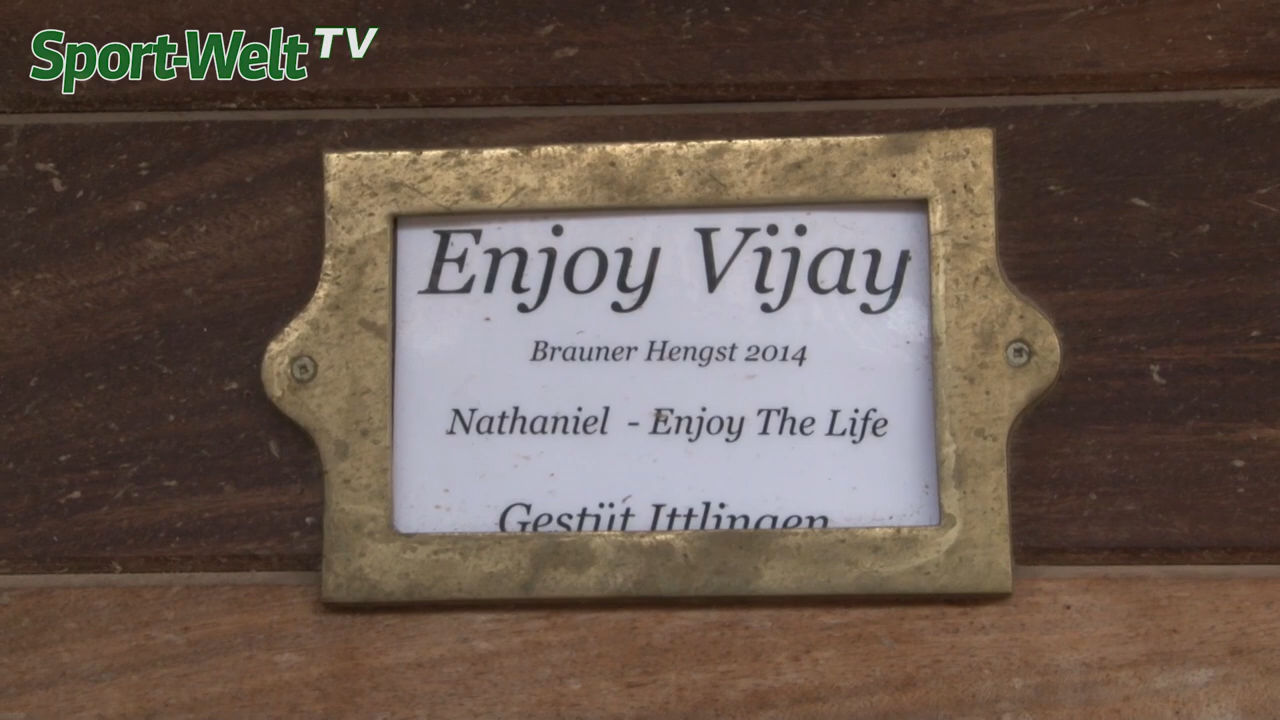 Sport-Welt TV
Enjoy Vijay
Brauner Hengst 2014
Nathaniel - Enjoy The Life
Gestüt Ittlingen